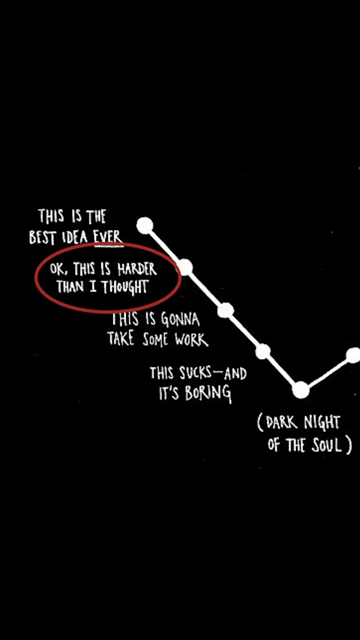 THIS IS THE
BEST IDEA EVER
OK, THIS IS HARDER
THAN I THOUGHT
THIS IS GONNA
TAKE SOME WORK
THIS SUCKS—AND
IT'S BORING
(DARK NIGHT
OF THE SOUL)